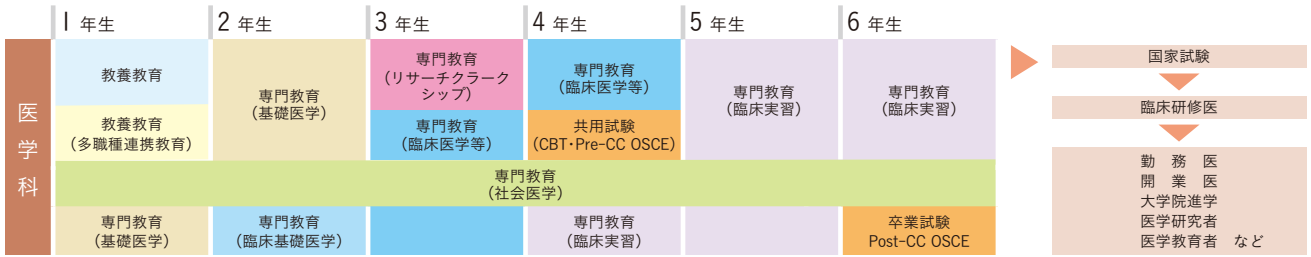 1 年生
2 年生
3 年生
4 年生
5 年生
6 年生
医学科
教養教育
教養教育
(多職種連携教育)
専門教育
(基礎医学)
専門教育
(リサーチクラーク
シップ)
専門教育
(臨床医学等)
専門教育
(臨床医学等)
共用試験
(CBT・Pre-CC OSCE)
専門教育
(臨床実習)
専門教育
(臨床実習)
専門教育
(社会医学)
専門教育
(基礎医学)
専門教育
(臨床基礎医学)
専門教育
(臨床実習)
卒業試験
Post-CC OSCE
国家試験
臨床研修医
勤務医
開業医
大学院進学
医学研究者
医学教育者 など